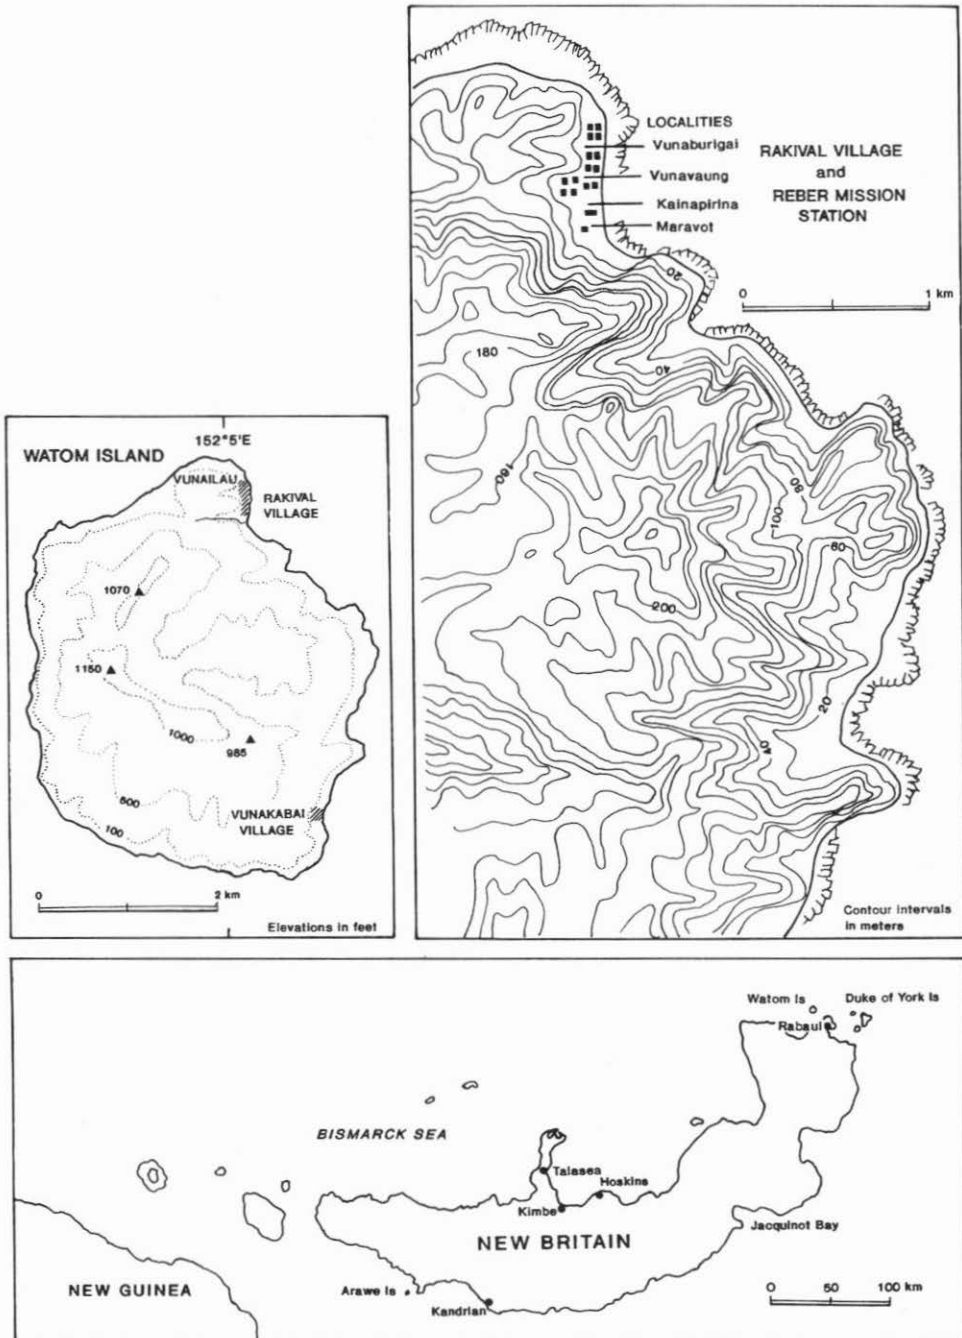 LOCALITIES
Vunaburigai
Vunavaung
Kainapirina
Maravot
RAKIVAL VILLAGE
and
REBER MISSION
STATION
0 1 km
20
40
180
160
80
100
60
200
20
40
Contour intervals
in meters
152°5'E
WATOM ISLAND
VUNAILAU
RAKIVAL
VILLAGE
1070
1150
1000
985
500
100
VUNAKABAI
VILLAGE
0 2 km
Elevations in feet
Watom Is
Duke of York Is
Rabaul
BISMARCK SEA
Talasea
Hoskins
Kimbe
NEW BRITAIN
Jacquinot Bay
NEW GUINEA
Arawe Is
Kandrian
0 50 100 km